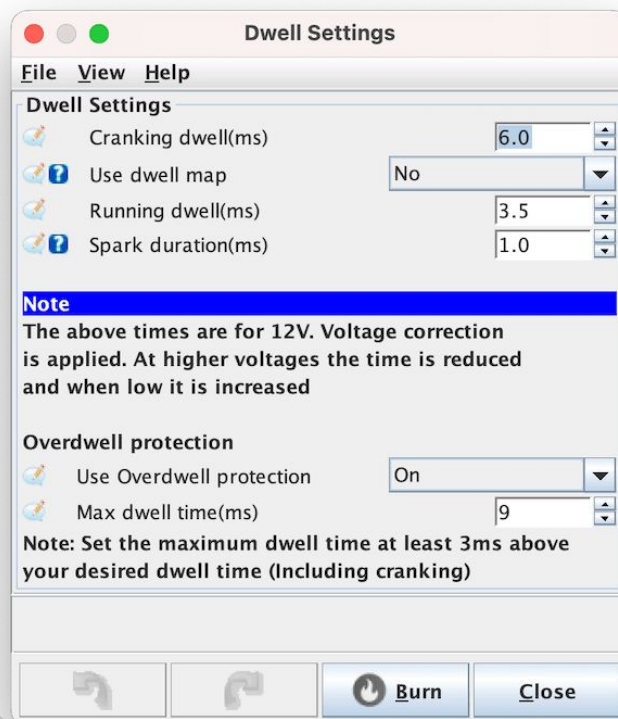 Dwell Settings
File View Help
Dwell Settings
Cranking dwell(ms) 6.0
? Use dwell map No
Running dwell(ms) 3.5
? Spark duration(ms) 1.0
Note
The above times are for 12V. Voltage correction
is applied. At higher voltages the time is reduced
and when low it is increased
Overdwell protection
Use Overdwell protection On
Max dwell time(ms) 9
Note: Set the maximum dwell time at least 3ms above
your desired dwell time (Including cranking)
Burn Close